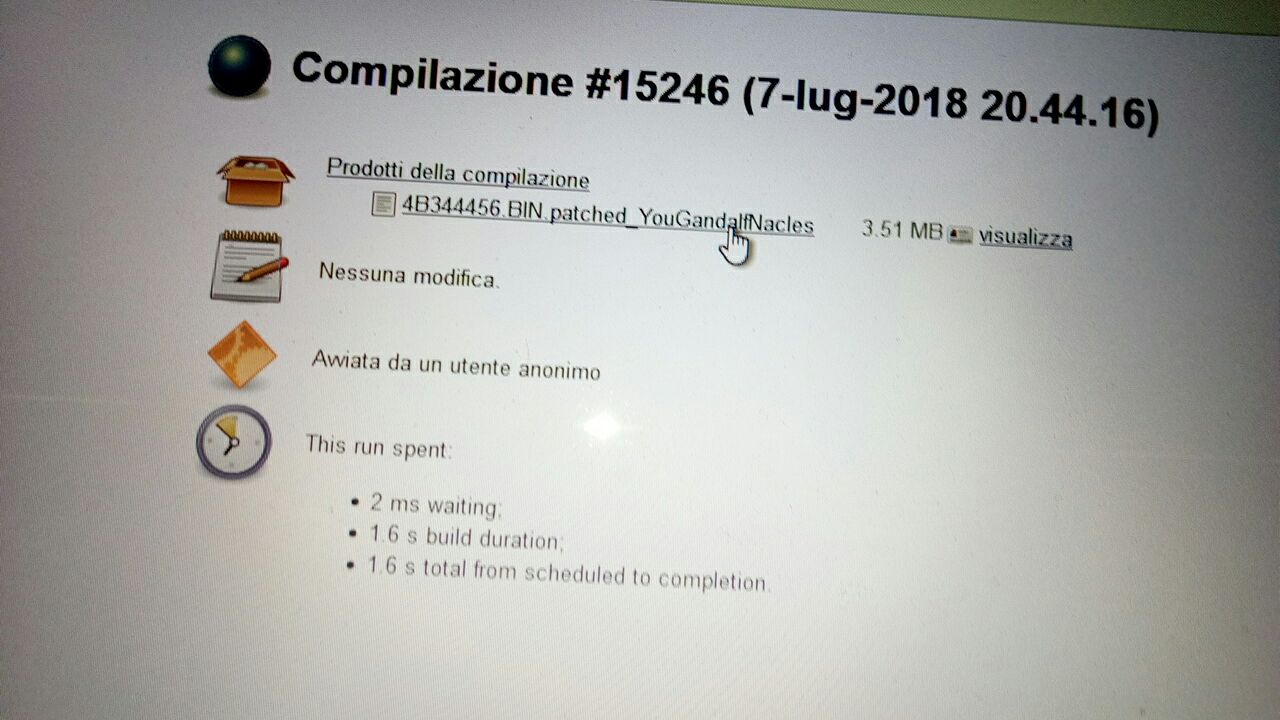 Compilazione #15246 (7-lug-2018 20.44.16)
Prodotti della compilazione
4B344456.BIN.patched_YouGandalfNacles 3.51 MB visualizza
Nessuna modifica.
Avviata da un utente anonimo
This run spent:
• 2 ms waiting;
• 1.6 s build duration;
• 1.6 s total from scheduled to completion.